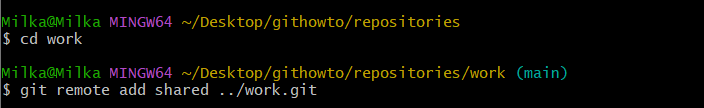 Milka@Milka MINGW64 ~/Desktop/githowto/repositories
$ cd work
Milka@Milka MINGW64 ~/Desktop/githowto/repositories/work (main)
$ git remote add shared ../work.git